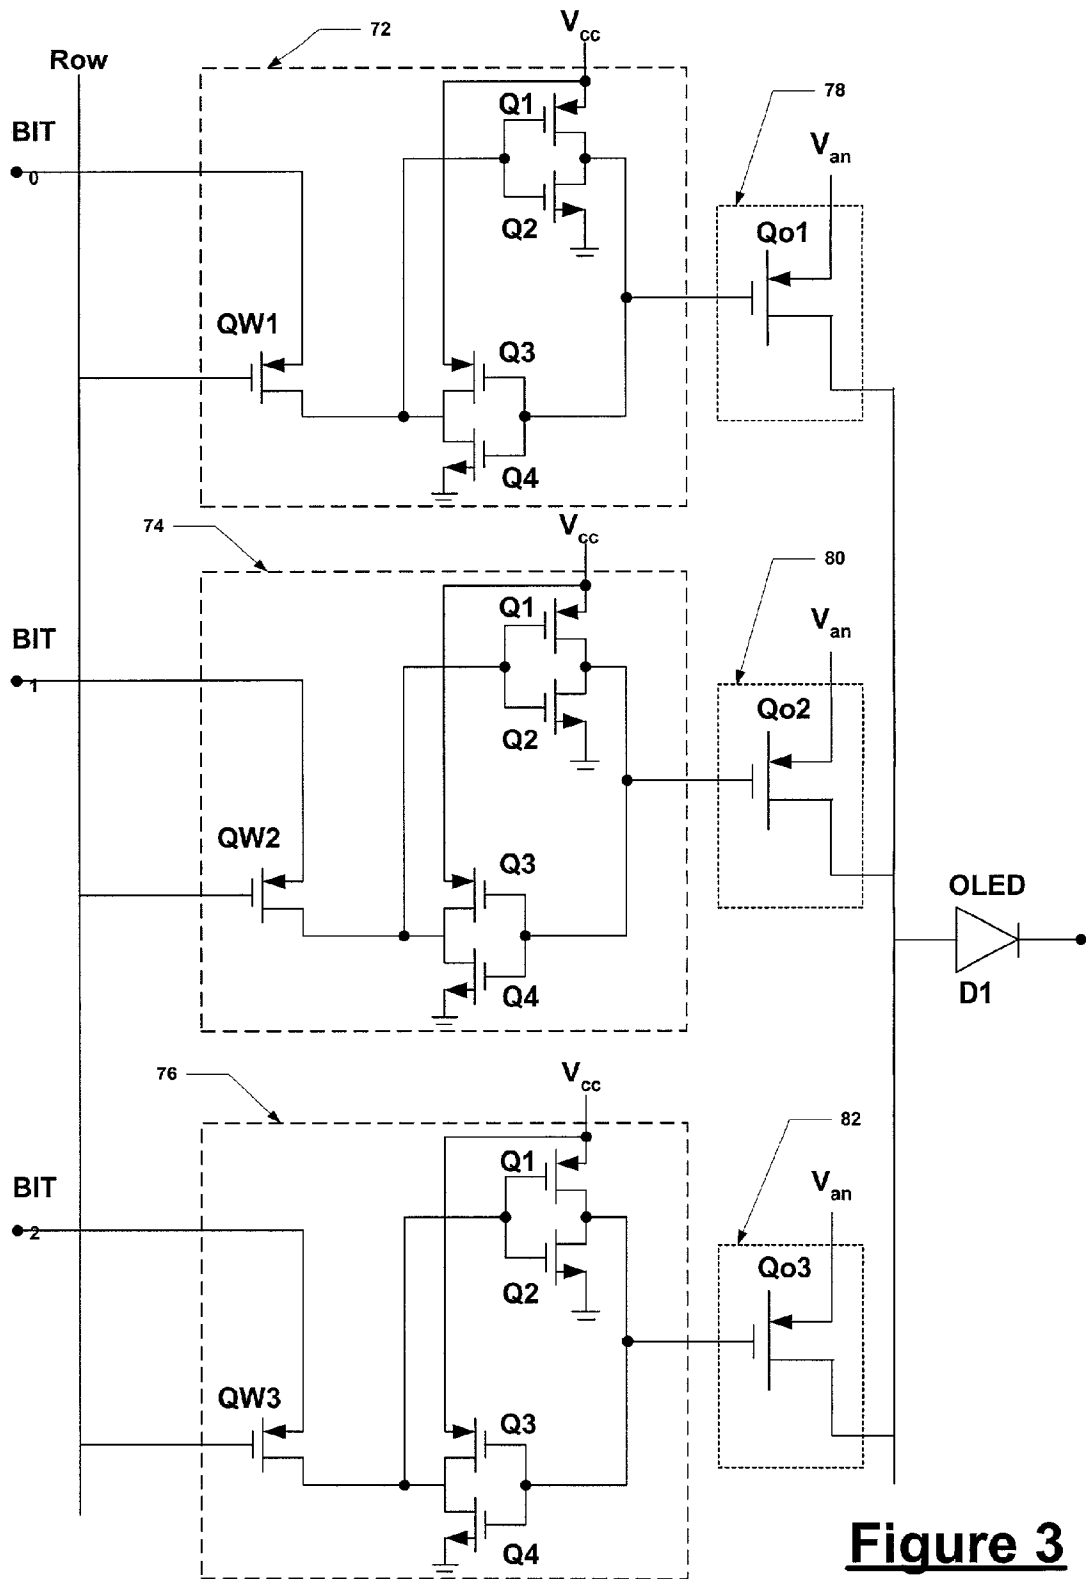 Row
72
Vcc
BIT
0
Q1
78
Van
Q2
Qo1
QW1
Q3
Q4
74
Vcc
80
BIT
1
Q1
Van
Q2
Qo2
QW2
Q3
OLED
Q4
D1
76
Vcc
82
BIT
2
Q1
Van
Q2
Qo3
QW3
Q3
Q4
Figure 3